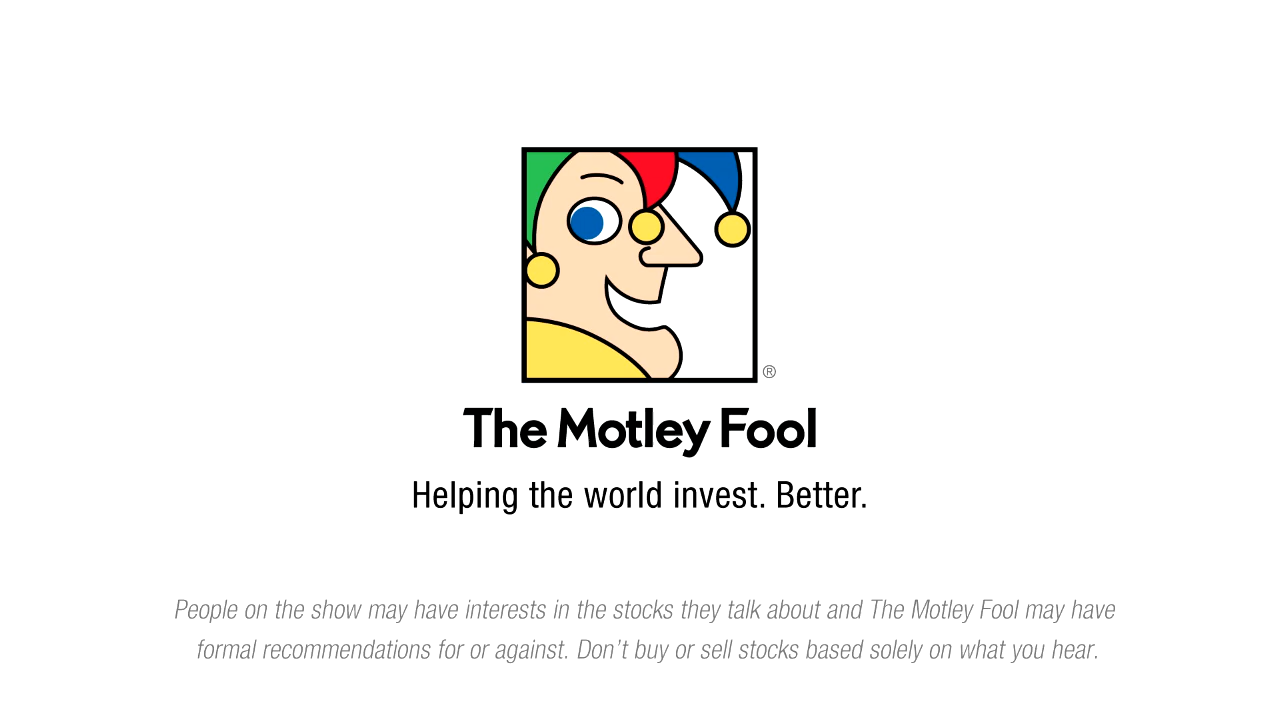 ®
The Motley Fool
Helping the world invest. Better.
People on the show may have interests in the stocks they talk about and The Motley Fool may have
formal recommendations for or against. Don't buy or sell stocks based solely on what you hear.